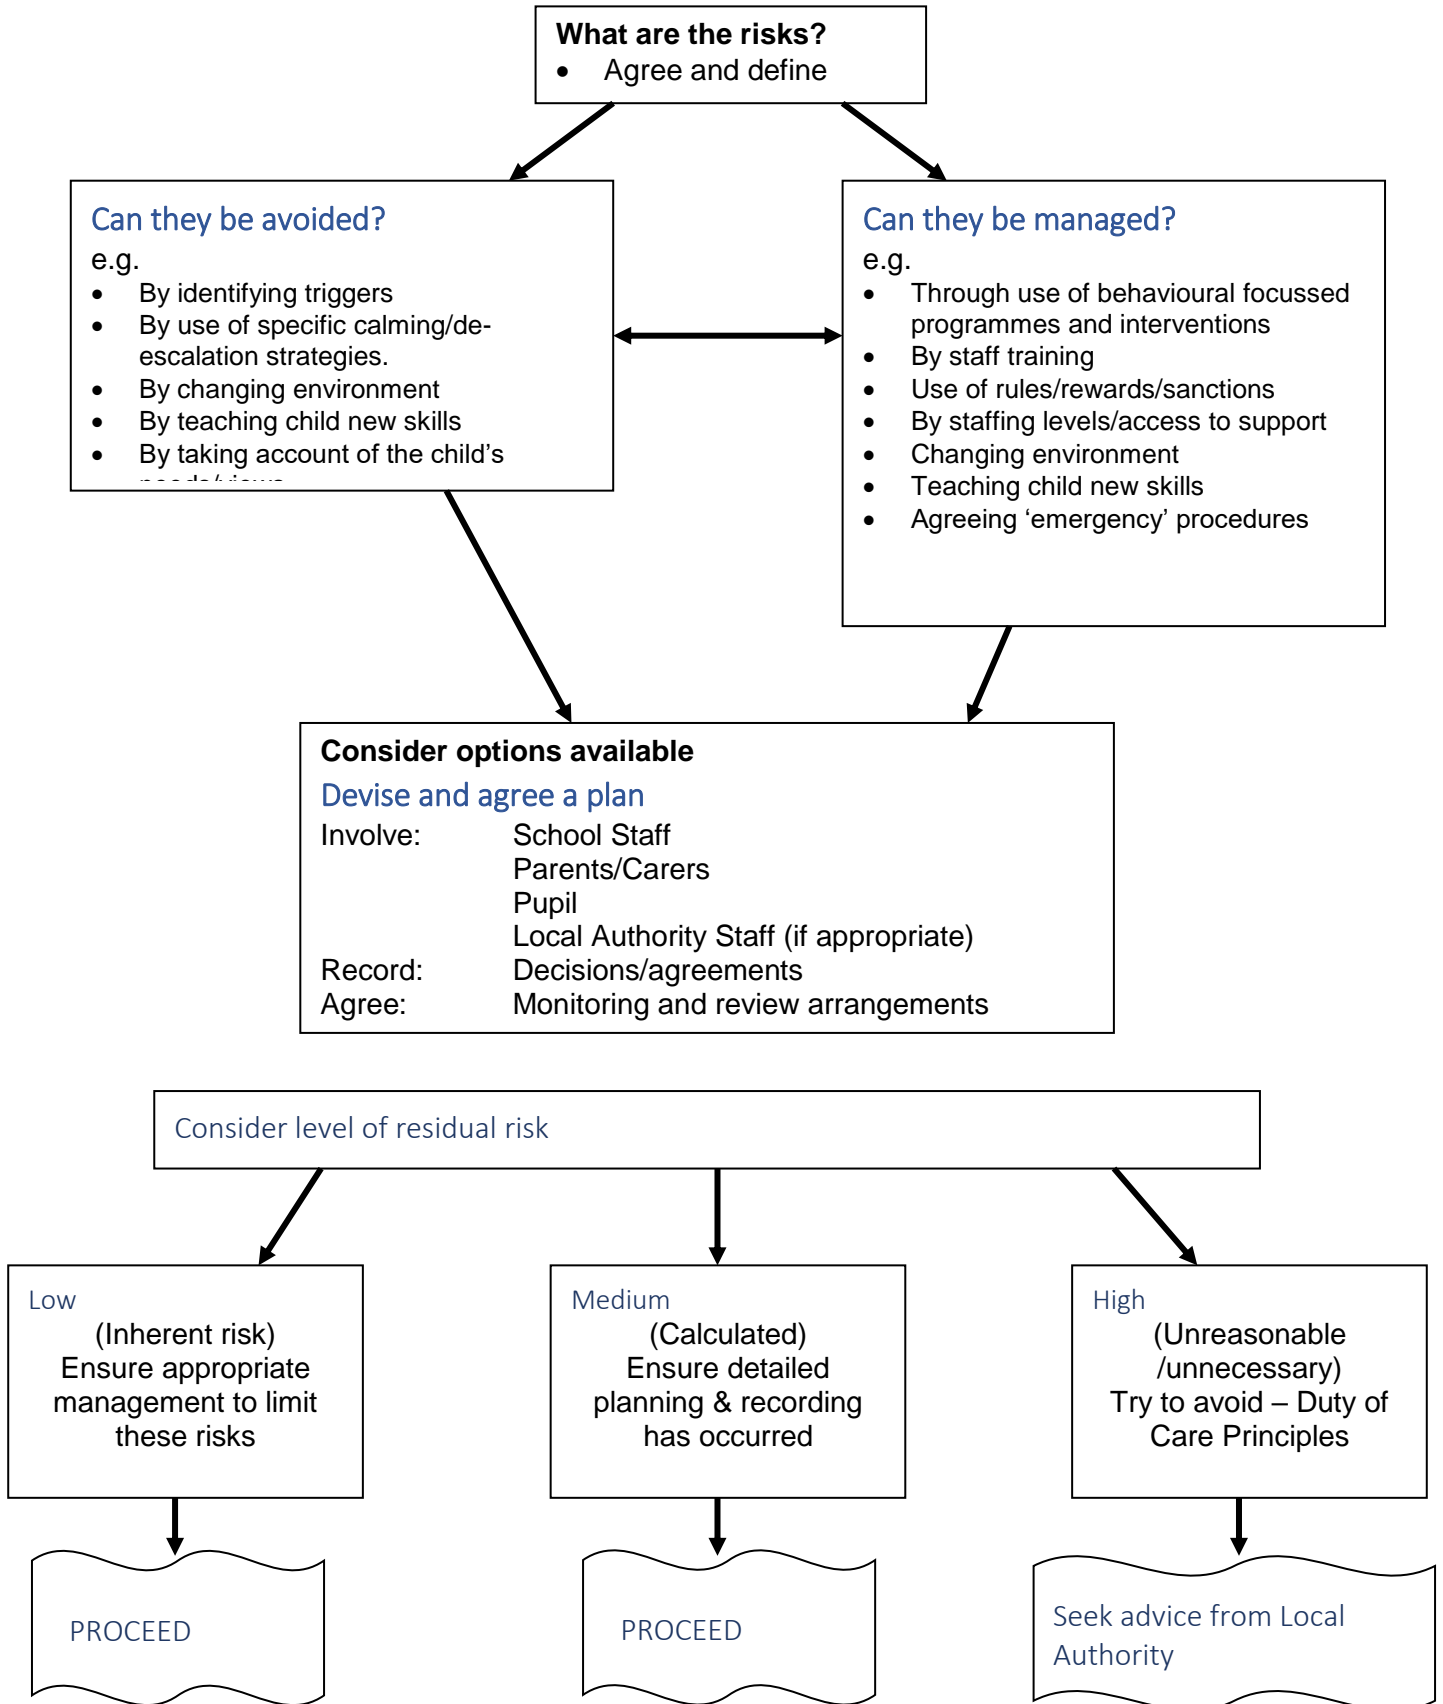 What are the risks?
• Agree and define
Can they be avoided?
e.g.
• By identifying triggers
• By use of specific calming/de-
escalation strategies.
• By changing environment
• By teaching child new skills
• By taking account of the child's
Can they be managed?
e.g.
• Through use of behavioural focussed
programmes and interventions
• By staff training
• Use of rules/rewards/sanctions
• By staffing levels/access to support
• Changing environment
• Teaching child new skills
• Agreeing ‘emergency’ procedures
Consider options available
Devise and agree a plan
Involve: School Staff
Parents/Carers
Pupil
Local Authority Staff (if appropriate)
Record: Decisions/agreements
Agree: Monitoring and review arrangements
Consider level of residual risk
Low
(Inherent risk)
Ensure appropriate
management to limit
these risks
Medium
(Calculated)
Ensure detailed
planning & recording
has occurred
High
(Unreasonable
/unnecessary)
Try to avoid – Duty of
Care Principles
PROCEED
PROCEED
Seek advice from Local
Authority